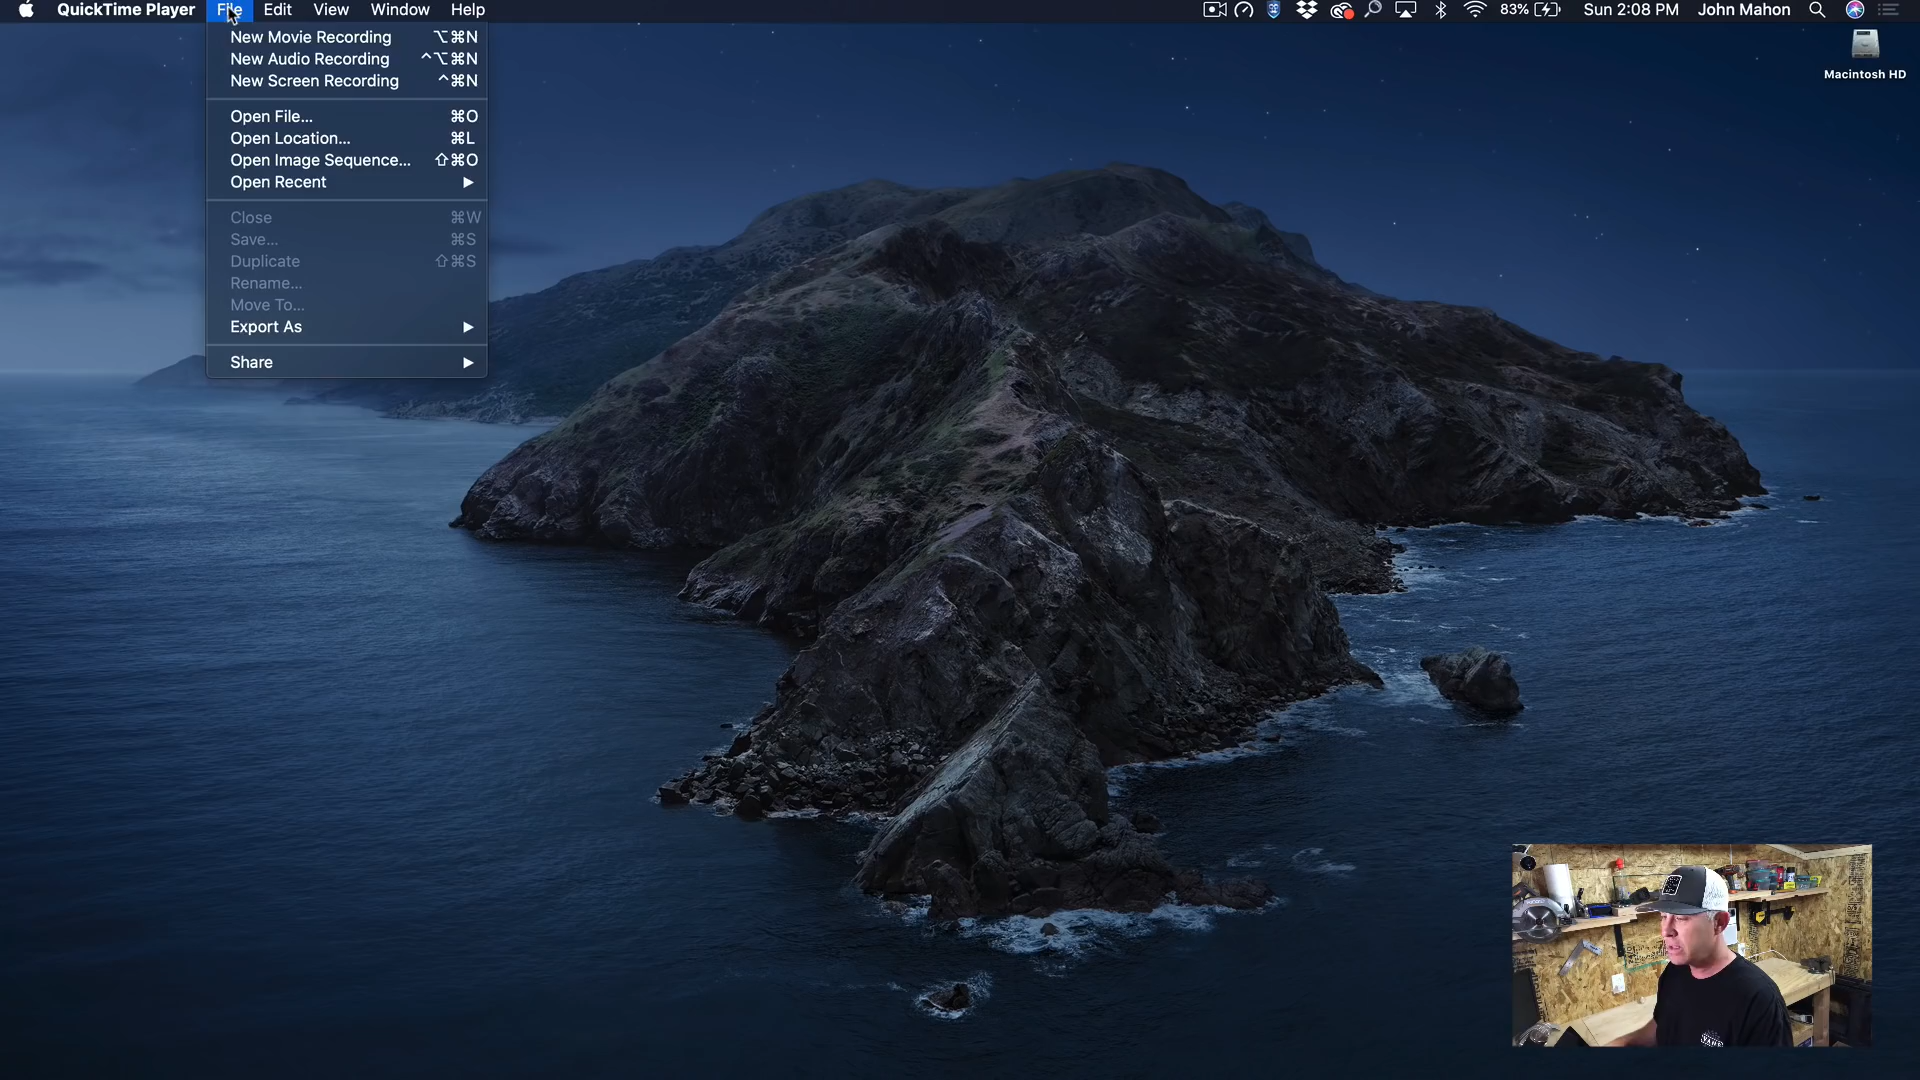 QuickTime Player File Edit View Window Help 83% Sun 2:08 PM John Mahon
New Movie Recording ⌥⌘N
New Audio Recording ^⌥⌘N
New Screen Recording ^⌘N
Open File... ⌘O
Open Location... ⌘L
Open Image Sequence... ⇧⌘O
Open Recent ▶
Close ⌘W
Save... ⌘S
Duplicate ⇧⌘S
Rename...
Move To...
Export As ▶
Share ▶
Macintosh HD
VANS